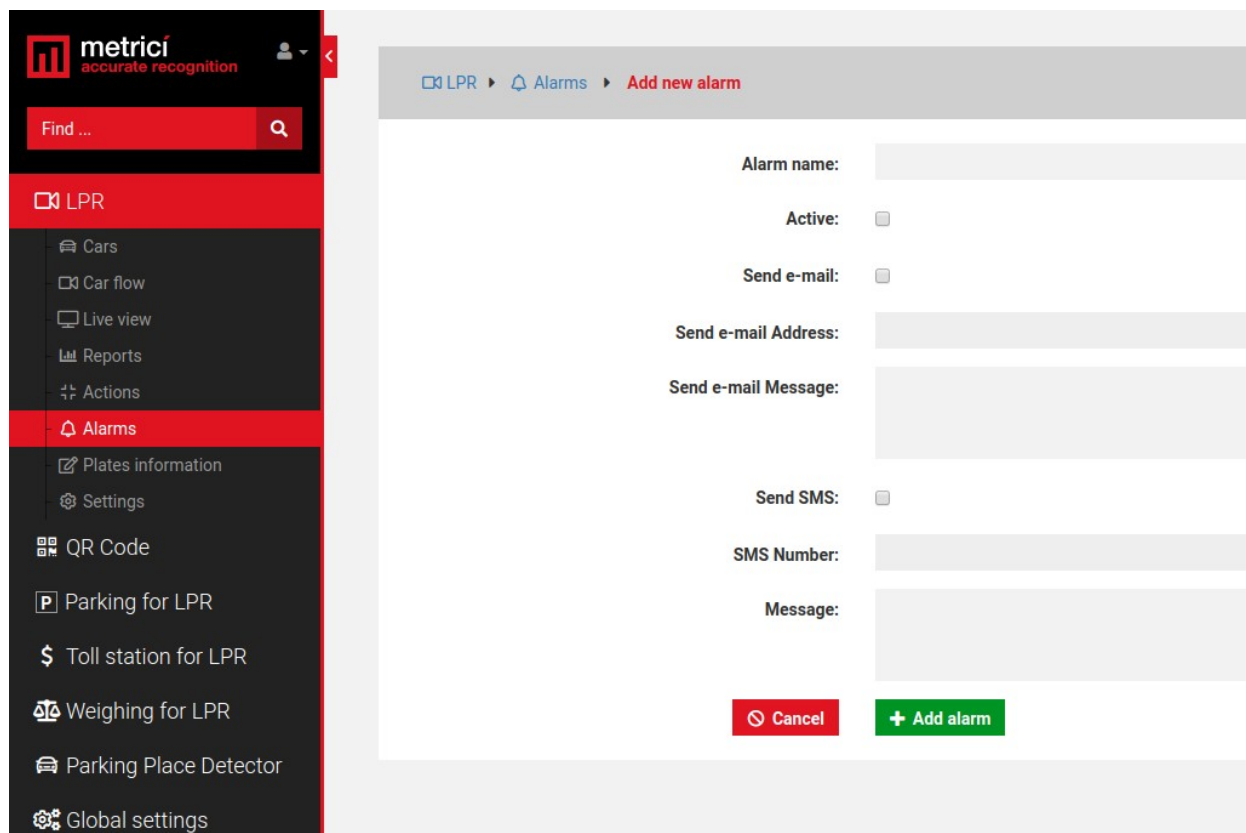 metrici
accurate recognition
Find ...
LPR
Cars
Car flow
Live view
Reports
Actions
Alarms
Plates information
Settings
QR Code
P Parking for LPR
$ Toll station for LPR
Weighing for LPR
Parking Place Detector
Global settings
LPR Alarms Add new alarm
Alarm name:
Active:
Send e-mail:
Send e-mail Address:
Send e-mail Message:
Send SMS:
SMS Number:
Message:
Cancel + Add alarm